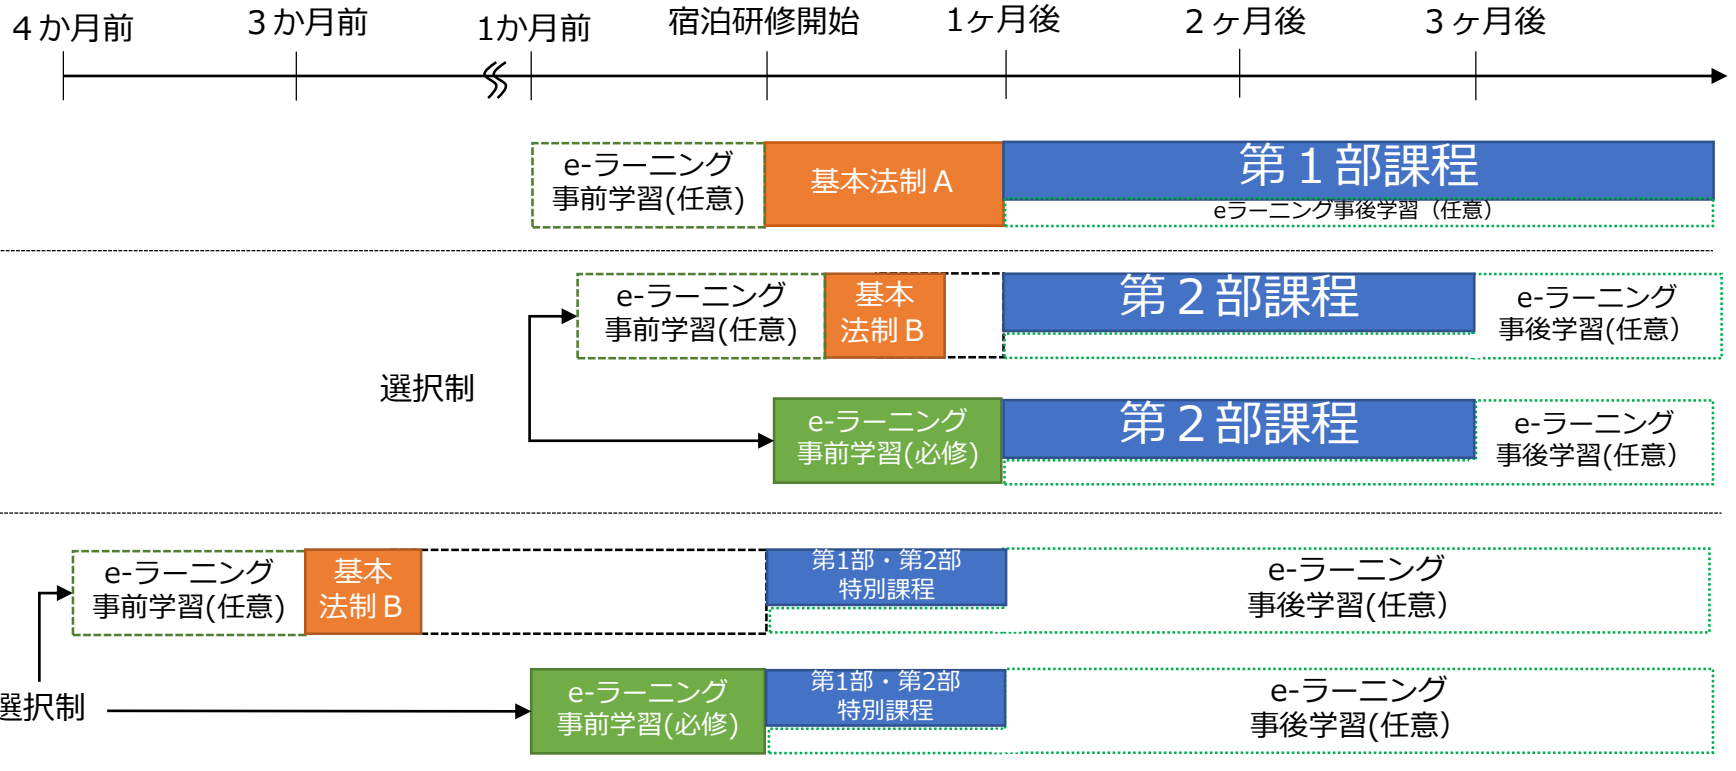 ４か月前
３か月前
1か月前
宿泊研修開始
1ヶ月後
２ヶ月後
３ヶ月後
e-ラーニング
事前学習(任意)
基本法制Ａ
第１部課程
eラーニング事後学習（任意）
e-ラーニング
事前学習(任意)
基本
法制Ｂ
第２部課程
e-ラーニング
事後学習(任意）
選択制
e-ラーニング
事前学習(必修)
第２部課程
e-ラーニング
事後学習(任意）
e-ラーニング
事前学習(任意)
基本
法制Ｂ
第1部・第2部
特別課程
e-ラーニング
事後学習(任意）
選択制
e-ラーニング
事前学習(必修)
第1部・第2部
特別課程
e-ラーニング
事後学習(任意）